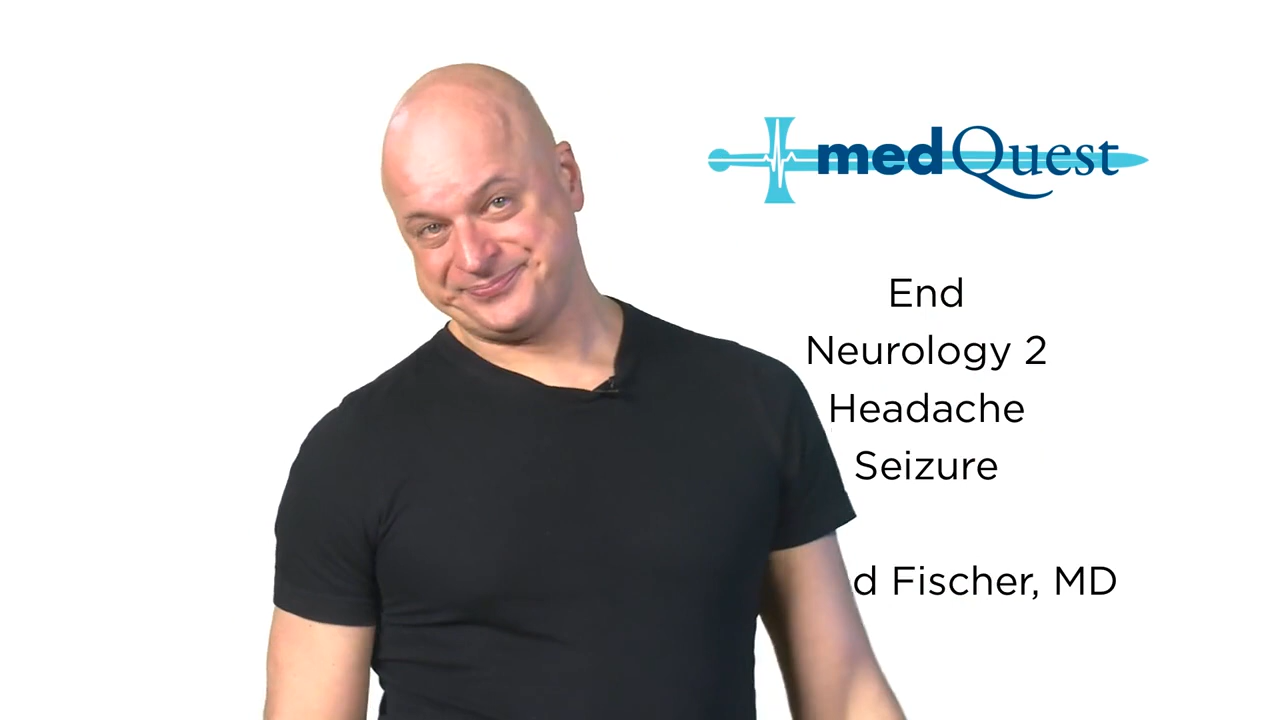 medQuest
End
Neurology 2
Headache
Seizure
d Fischer, MD